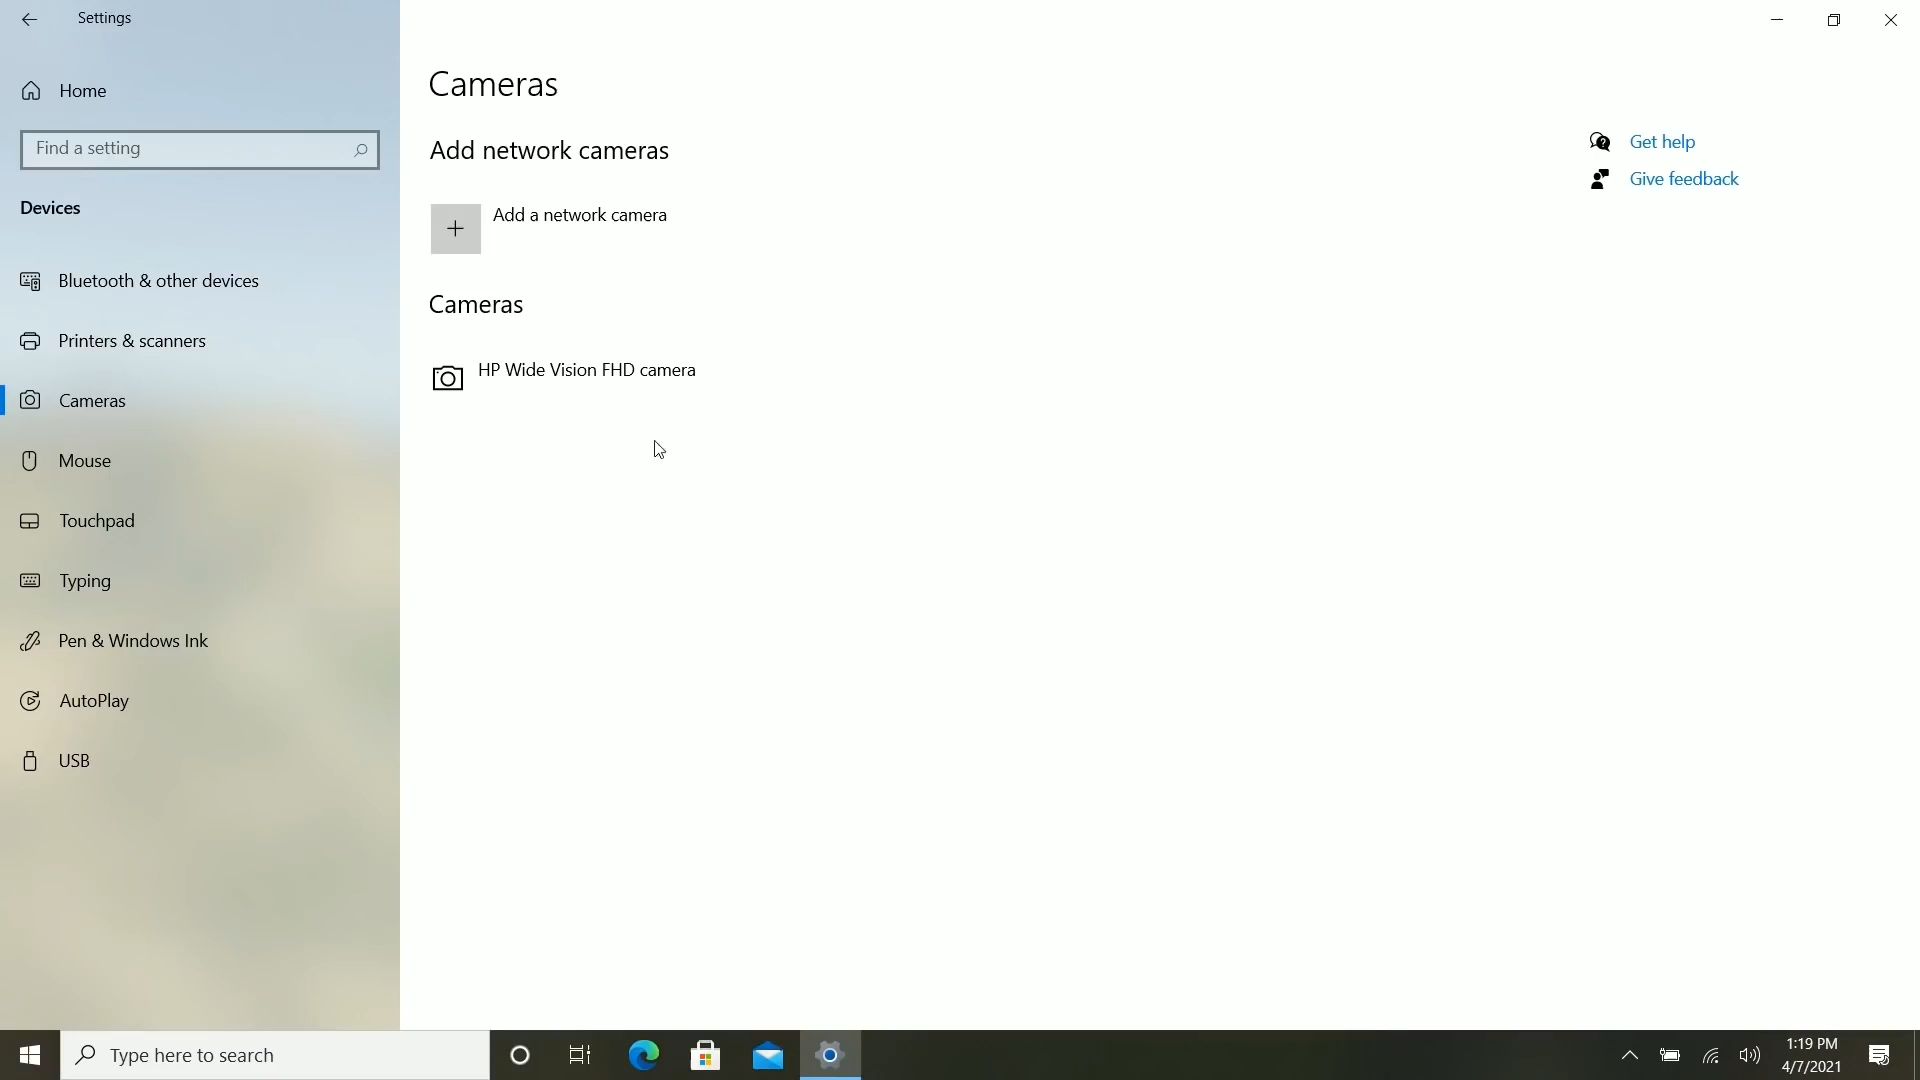 Settings
Home
Find a setting
Devices
Bluetooth & other devices
Printers & scanners
Cameras
Mouse
Touchpad
Typing
Pen & Windows Ink
AutoPlay
USB
Cameras
Add network cameras
Add a network camera
Cameras
HP Wide Vision FHD camera
Get help
Give feedback
Type here to search
1:19 PM
4/7/2021